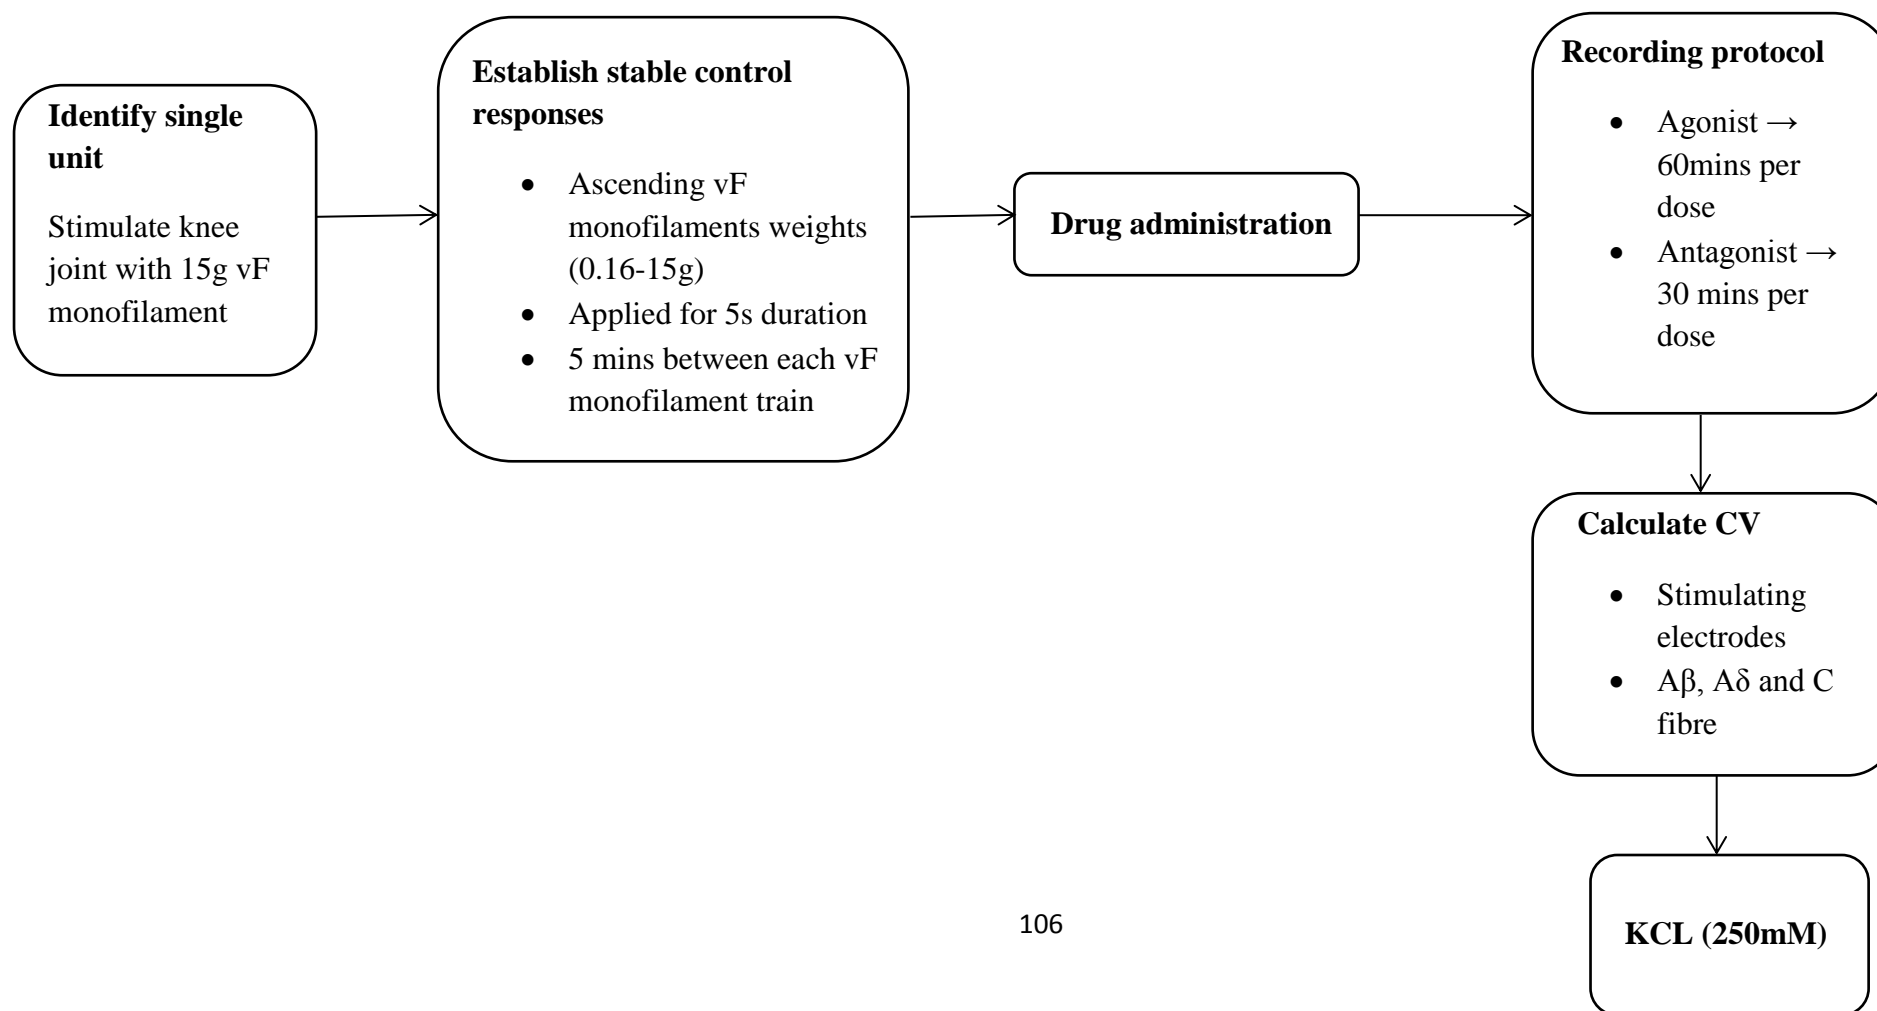 Identify single
unit
Stimulate knee
joint with 15g vF
monofilament
Establish stable control
responses
• Ascending vF
monofilaments weights
(0.16-15g)
• Applied for 5s duration
• 5 mins between each vF
monofilament train
Drug administration
Recording protocol
• Agonist →
60mins per
dose
• Antagonist →
30 mins per
dose
Calculate CV
• Stimulating
electrodes
• Aβ, Aδ and C
fibre
KCL (250mM)
106